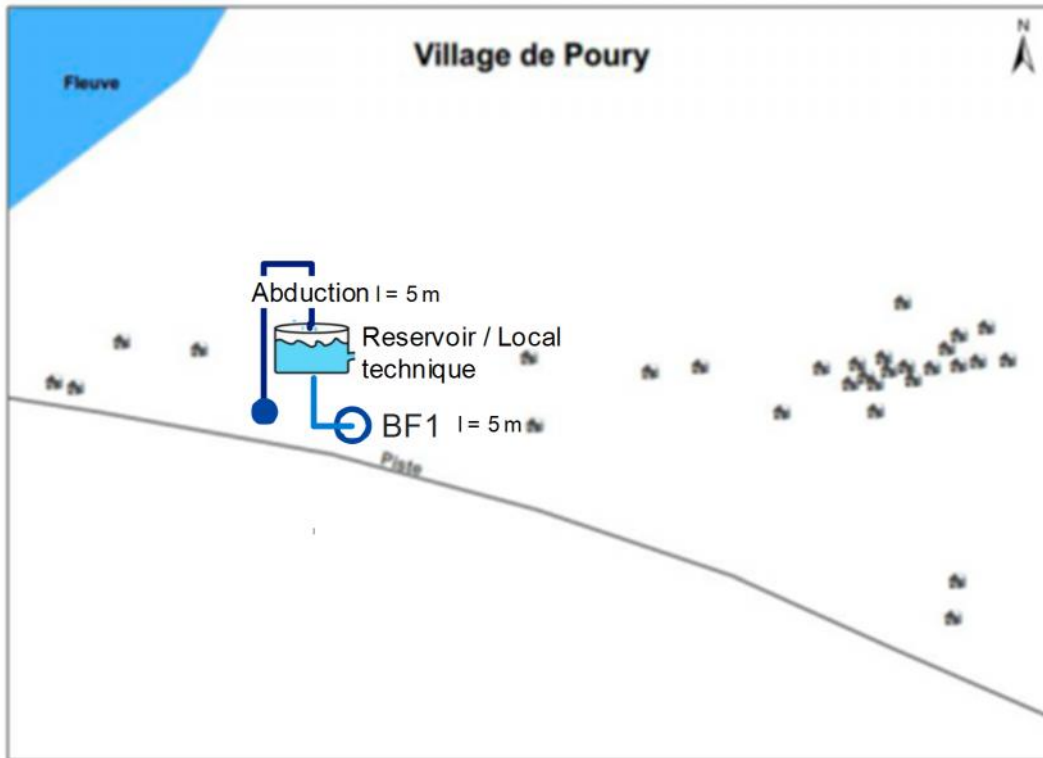 N
Village de Poury
Fleuve
Abduction l = 5 m
Reservoir / Local
technique
BF1 l = 5 m
Piste